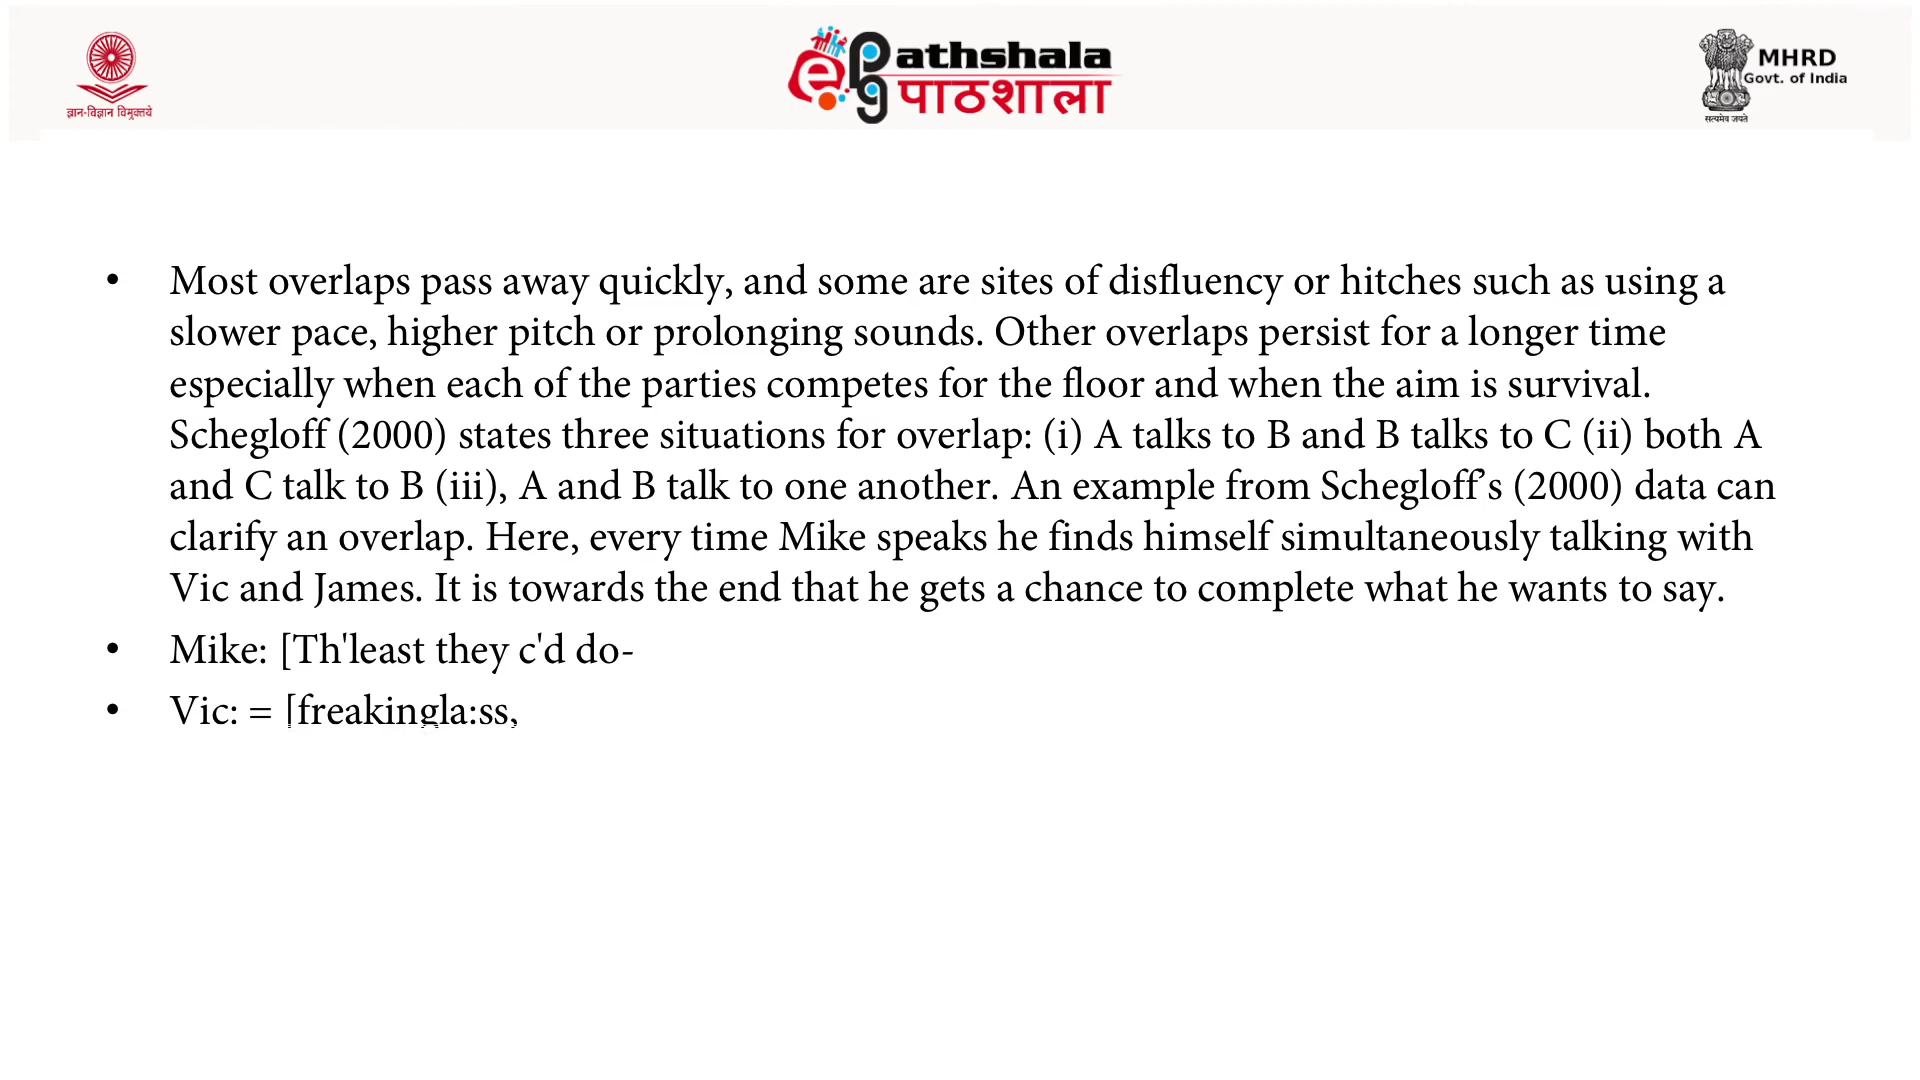 ज्ञान-विज्ञान विमुक्तये
epg
athshala
पाठशाला
MHRD
Govt. of India
सत्यमेव जयते
• Most overlaps pass away quickly, and some are sites of disfluency or hitches such as using a
slower pace, higher pitch or prolonging sounds. Other overlaps persist for a longer time
especially when each of the parties competes for the floor and when the aim is survival.
Schegloff (2000) states three situations for overlap: (i) A talks to B and B talks to C (ii) both A
and C talk to B (iii), A and B talk to one another. An example from Schegloff’s (2000) data can
clarify an overlap. Here, every time Mike speaks he finds himself simultaneously talking with
Vic and James. It is towards the end that he gets a chance to complete what he wants to say.
• Mike: [Th'least they c'd do-
• Vic: = [freakingla:ss,